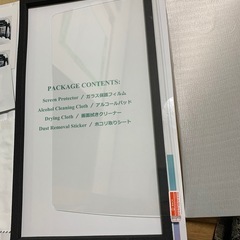 PACKAGE CONTENTS:
Screen Protector / ガラス保護フィルム
Alcohol Cleaning Cloth / アルコールパッド
Drying Cloth / 画面拭きクリーナー
Dust Removal Sticker / ホコリ取りシート